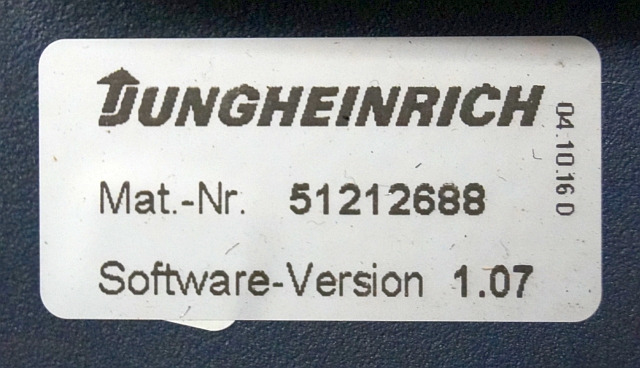 JUNGHEINRICH
Mat.-Nr. 51212688
Software-Version 1.07
04.10.16 D